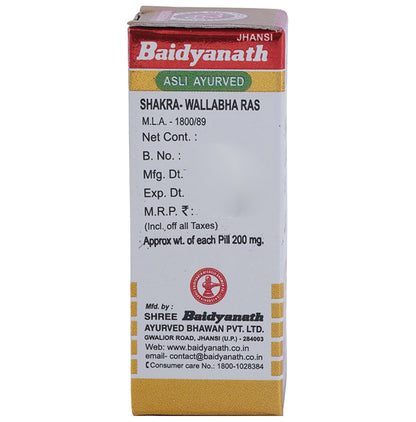 JHANSI
Baidyanath
ASLI AYURVED
SHAKRA- WALLABHA RAS
M.L.A. - 1800/89
Net Cont. :
B. No. :
Mfg. Dt.
Exp. Dt.
M.R.P. ₹ :
(Incl. off all Taxes)
Approx wt. of each Pill 200 mg.
Mfd. by :
SHREE Baidyanath
AYURVED BHAWAN PVT. LTD.
GWALIOR ROAD, JHANSI (U.P.) - 284003
Web: www.baidyanath.co.in
email- contact@baidyanath.co.in
Consumer care No.: 1800-1028384